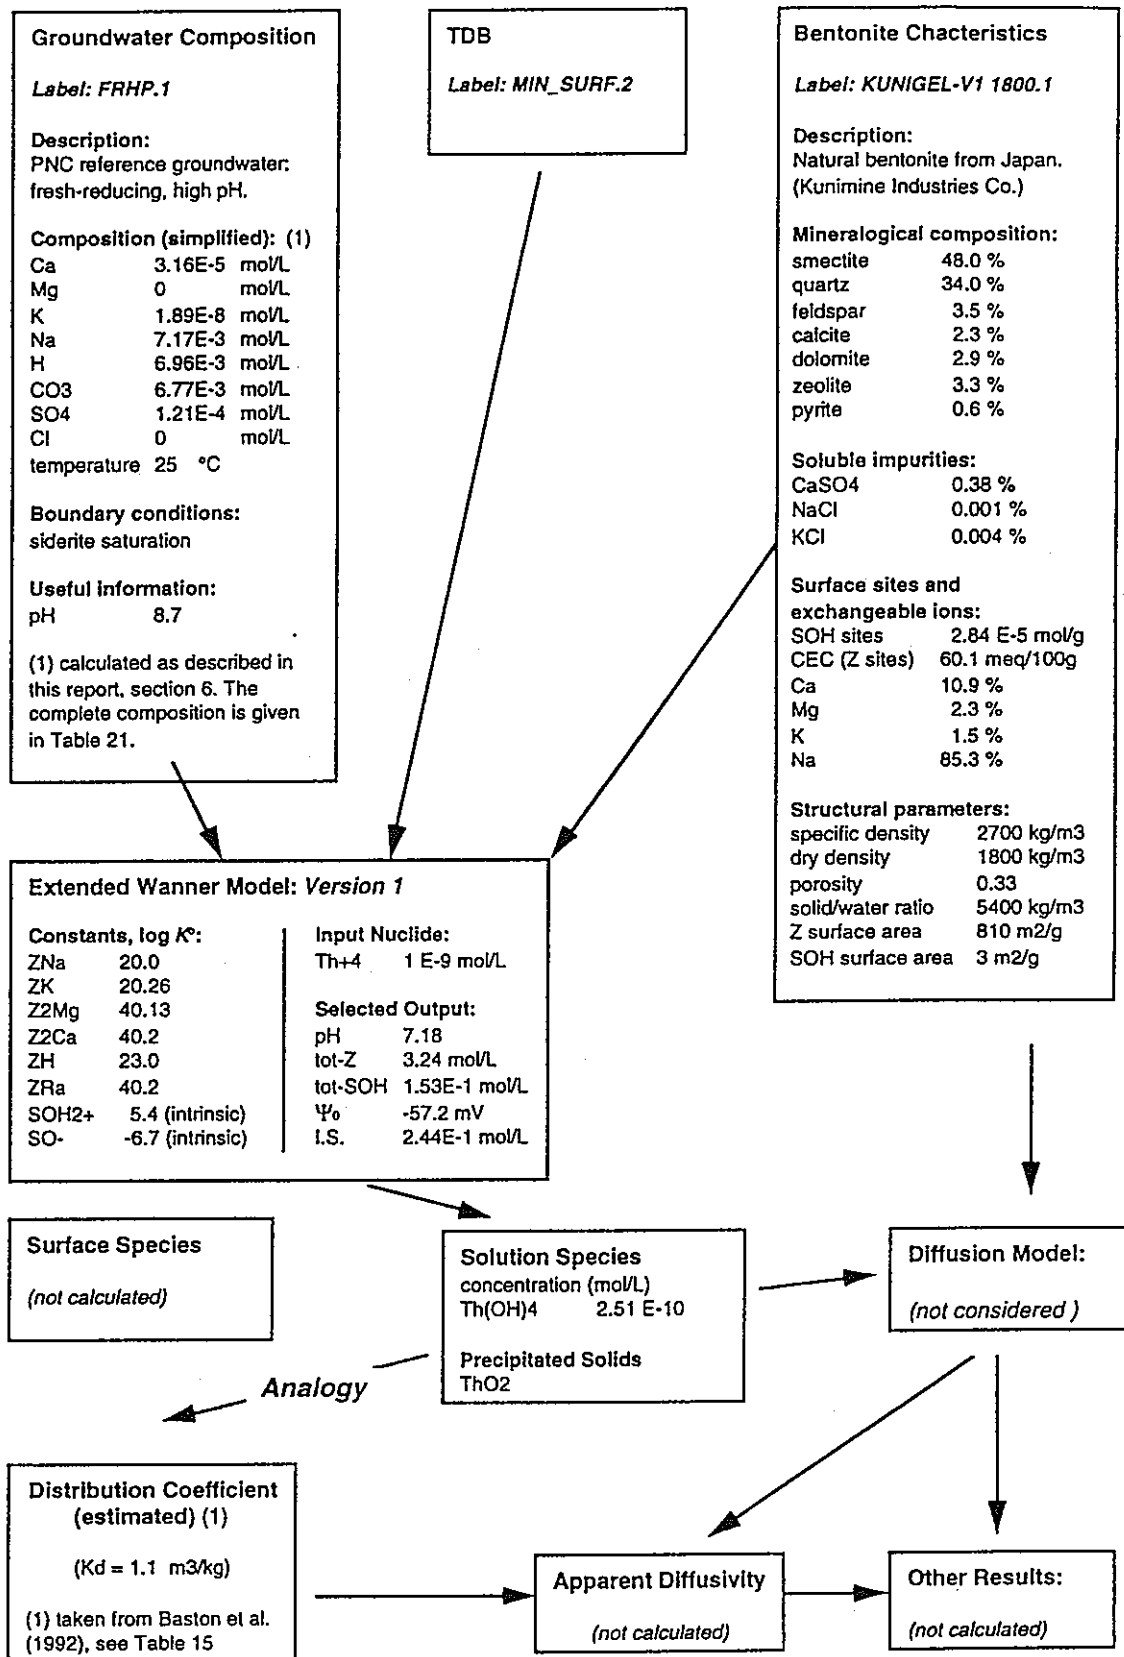 Groundwater Composition
Label: FRHP.1
Description:
PNC reference groundwater:
fresh-reducing, high pH.
Composition (simplified): (1)
Ca 3.16E-5 mol/L
Mg 0 mol/L
K 1.89E-8 mol/L
Na 7.17E-3 mol/L
H 6.96E-3 mol/L
CO3 6.77E-3 mol/L
SO4 1.21E-4 mol/L
Cl 0 mol/L
temperature 25 °C
Boundary conditions:
siderite saturation
Useful information:
pH 8.7
(1) calculated as described in
this report, section 6. The
complete composition is given
in Table 21.
TDB
Label: MIN_SURF.2
Bentonite Chacteristics
Label: KUNIGEL-V1 1800.1
Description:
Natural bentonite from Japan.
(Kunimine Industries Co.)
Mineralogical composition:
smectite 48.0 %
quartz 34.0 %
feldspar 3.5 %
calcite 2.3 %
dolomite 2.9 %
zeolite 3.3 %
pyrite 0.6 %
Soluble impurities:
CaSO4 0.38 %
NaCl 0.001 %
KCl 0.004 %
Surface sites and
exchangeable ions:
SOH sites 2.84 E-5 mol/g
CEC (Z sites) 60.1 meq/100g
Ca 10.9 %
Mg 2.3 %
K 1.5 %
Na 85.3 %
Structural parameters:
specific density 2700 kg/m3
dry density 1800 kg/m3
porosity 0.33
solid/water ratio 5400 kg/m3
Z surface area 810 m2/g
SOH surface area 3 m2/g
Extended Wanner Model: Version 1
Constants, log K°:
ZNa 20.0
ZK 20.26
Z2Mg 40.13
Z2Ca 40.2
ZH 23.0
ZRa 40.2
SOH2+ 5.4 (intrinsic)
SO- -6.7 (intrinsic)
Input Nuclide:
Th+4 1 E-9 mol/L
Selected Output:
pH 7.18
tot-Z 3.24 mol/L
tot-SOH 1.53E-1 mol/L
Ψ₀ -57.2 mV
I.S. 2.44E-1 mol/L
Surface Species
(not calculated)
Solution Species
concentration (mol/L)
Th(OH)4 2.51 E-10
Precipitated Solids
ThO2
Diffusion Model:
(not considered )
Analogy
Distribution Coefficient
(estimated) (1)
(Kd = 1.1 m3/kg)
(1) taken from Baston et al.
(1992), see Table 15
Apparent Diffusivity
(not calculated)
Other Results:
(not calculated)